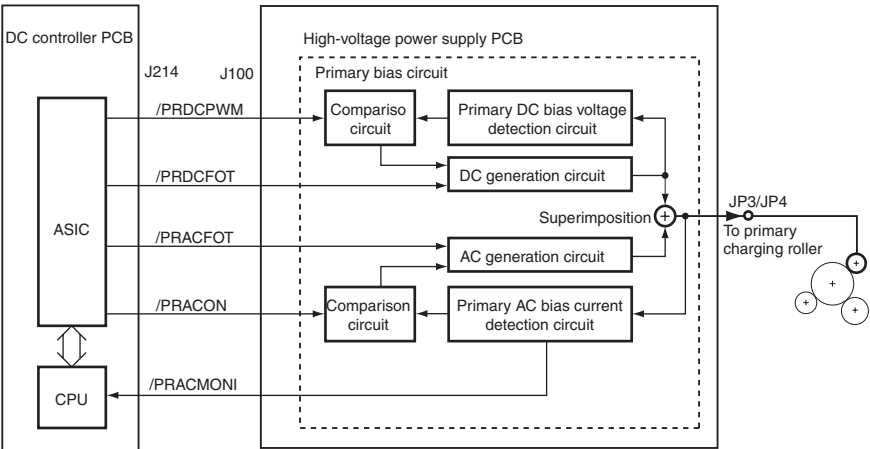 DC controller PCB
J214
J100
High-voltage power supply PCB
Primary bias circuit
/PRDCPWM
Compariso
circuit
Primary DC bias voltage
detection circuit
/PRDCFOT
DC generation circuit
ASIC
Superimposition
JP3/JP4
To primary
charging roller
/PRACFOT
AC generation circuit
/PRACON
Comparison
circuit
Primary AC bias current
detection circuit
/PRACMONI
CPU